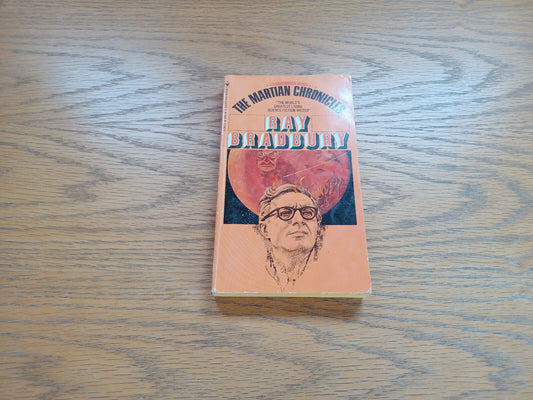 THE MARTIAN CHRONICLES
"THE WORLD'S
GREATEST LIVING
SCIENCE FICTION WRITER"
RAY
BRADBURY